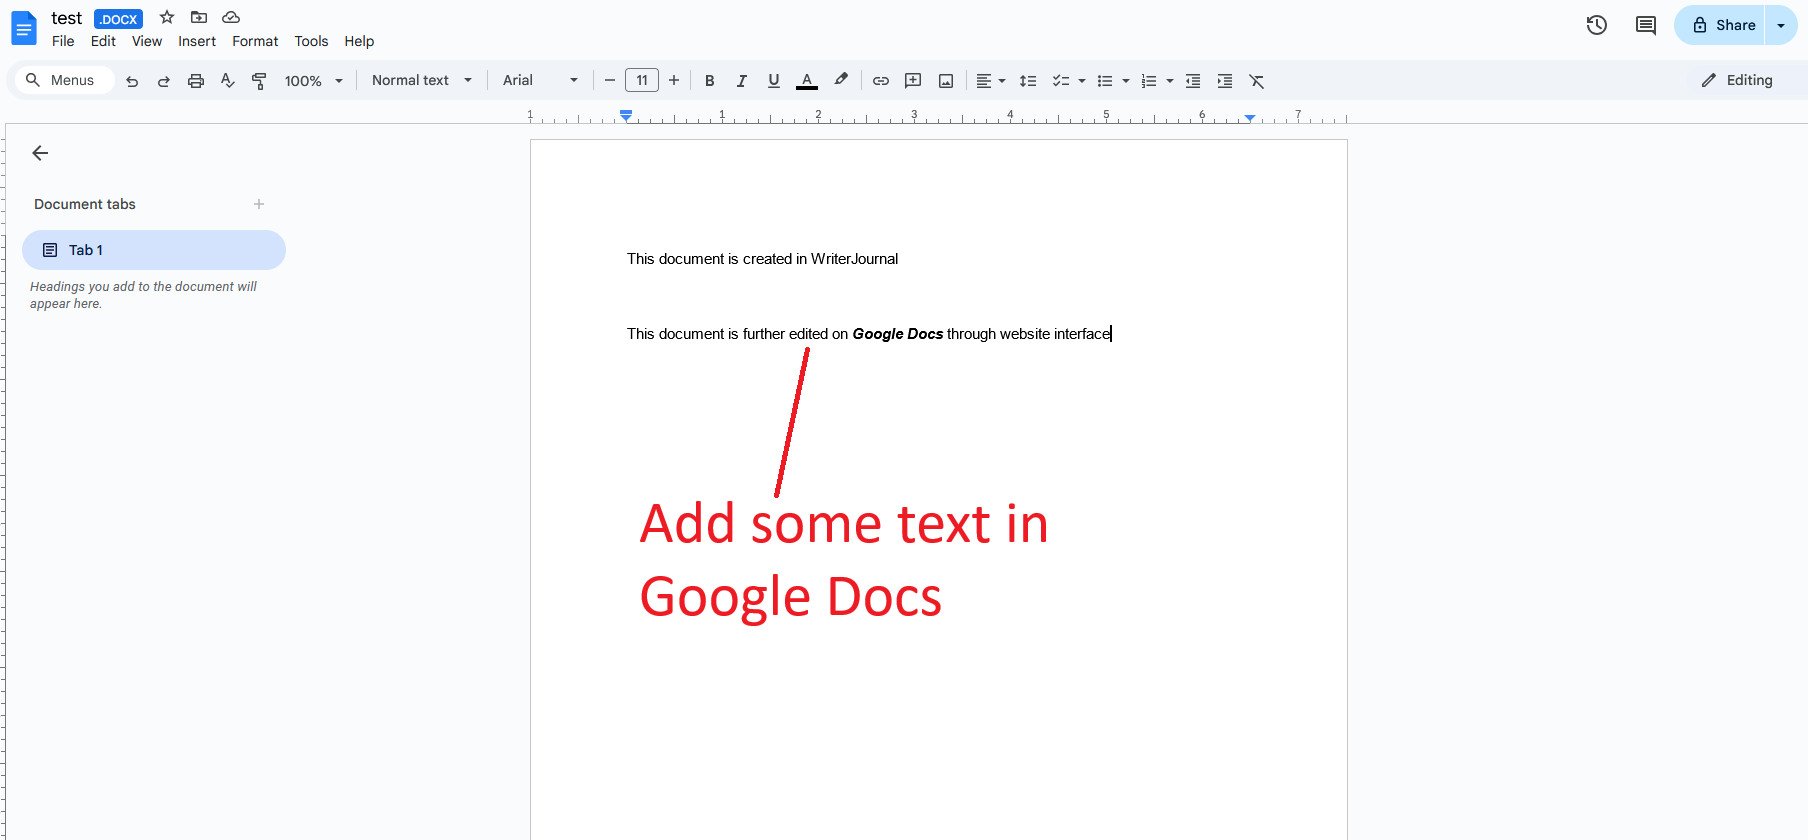 test .DOCX
File Edit View Insert Format Tools Help
Share
Menus 100% Normal text Arial 11 B I U A Editing
1 1 2 3 4 5 6 7
Document tabs
Tab 1
Headings you add to the document will
appear here.
This document is created in WriterJournal
This document is further edited on Google Docs through website interface
Add some text in
Google Docs